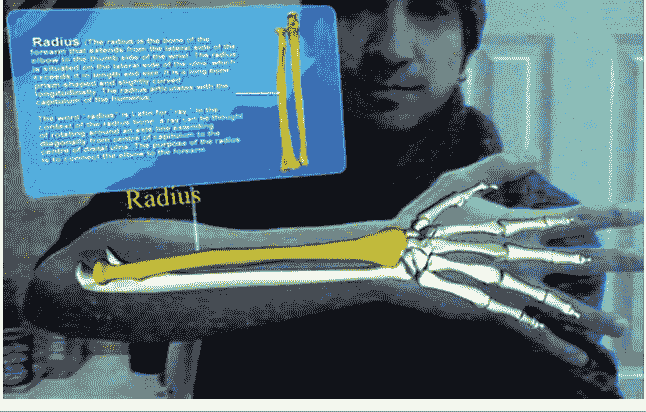 Radius The radius is the bone of the
forearm that extends from the lateral side of the
elbow to the thumb side of the wrist. The radius
is situated on the lateral side of the ulna, which
exceeds it in length and size. It is a long bone
prism-shaped and slightly curved
longitudinally. The radius articulates with the
capitulum of the humerus.
The word "radius" is Latin for "ray." In the
context of the radius bone, a ray can be thought
of rotating around an axis line extending
diagonally from centre of capitulum to the
centre of distal ulna. The purpose of the radius
is to connect the elbow to the forearm
Radius